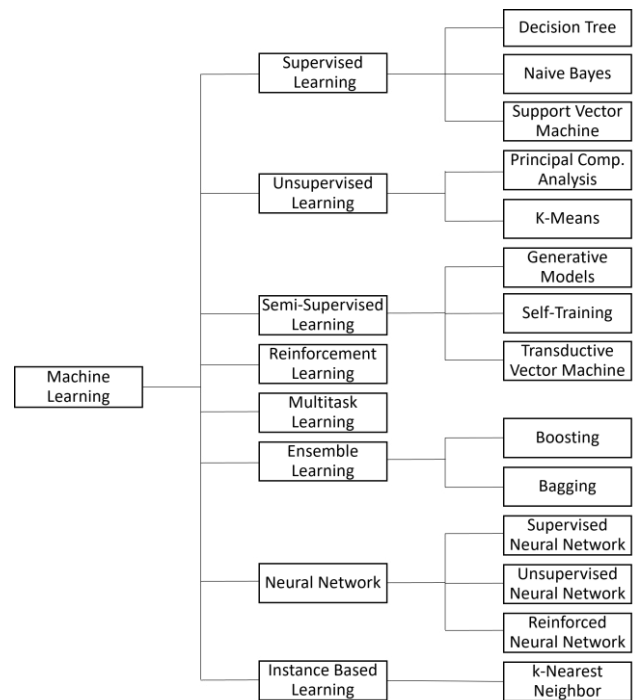 Decision Tree
Supervised
Learning
Naive Bayes
Support Vector
Machine
Principal Comp.
Analysis
Unsupervised
Learning
K-Means
Generative
Models
Semi-Supervised
Learning
Self-Training
Transductive
Vector Machine
Reinforcement
Learning
Machine
Learning
Multitask
Learning
Ensemble
Learning
Boosting
Bagging
Supervised
Neural Network
Neural Network
Unsupervised
Neural Network
Reinforced
Neural Network
Instance Based
Learning
k-Nearest
Neighbor